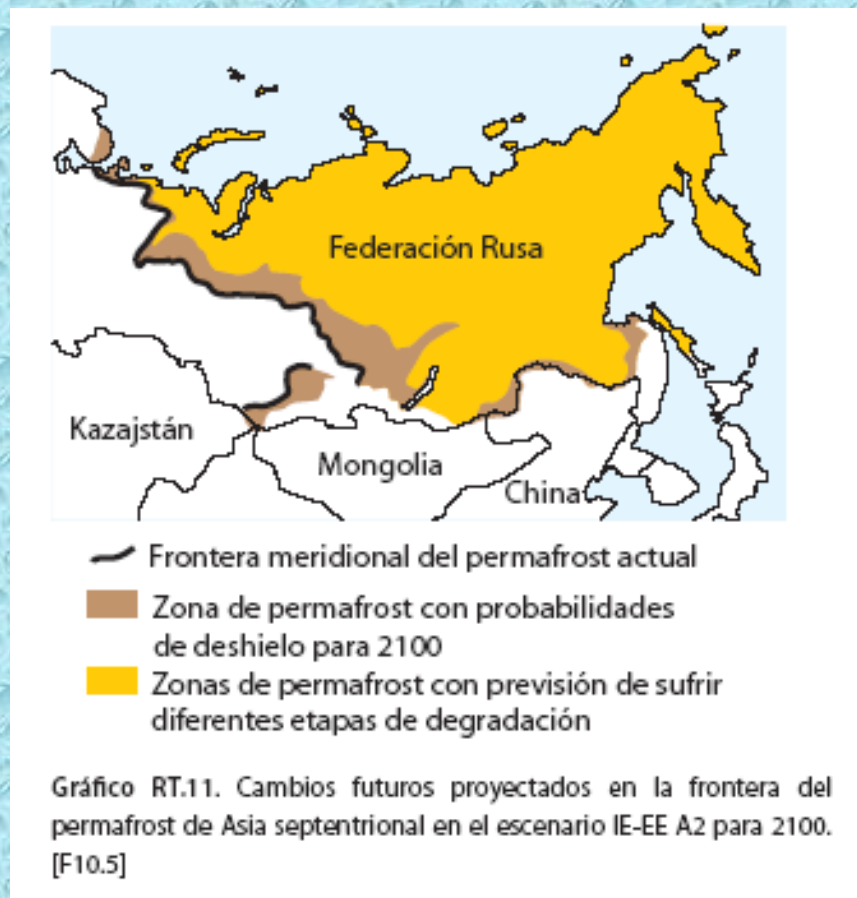 Federación Rusa
Kazajstán
Mongolia
China
Frontera meridional del permafrost actual
Zona de permafrost con probabilidades
de deshielo para 2100
Zonas de permafrost con previsión de sufrir
diferentes etapas de degradación
Gráfico RT.11. Cambios futuros proyectados en la frontera del
permafrost de Asia septentrional en el escenario IE-EE A2 para 2100.
[F10.5]